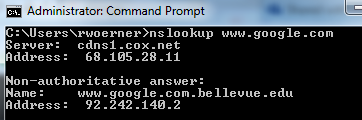 Administrator: Command Prompt
C:\Users\rwoerner>nslookup www.google.com
Server:  cdns1.cox.net
Address:  68.105.28.11
Non-authoritative answer:
Name:    www.google.com.bellevue.edu
Address:  92.242.140.2